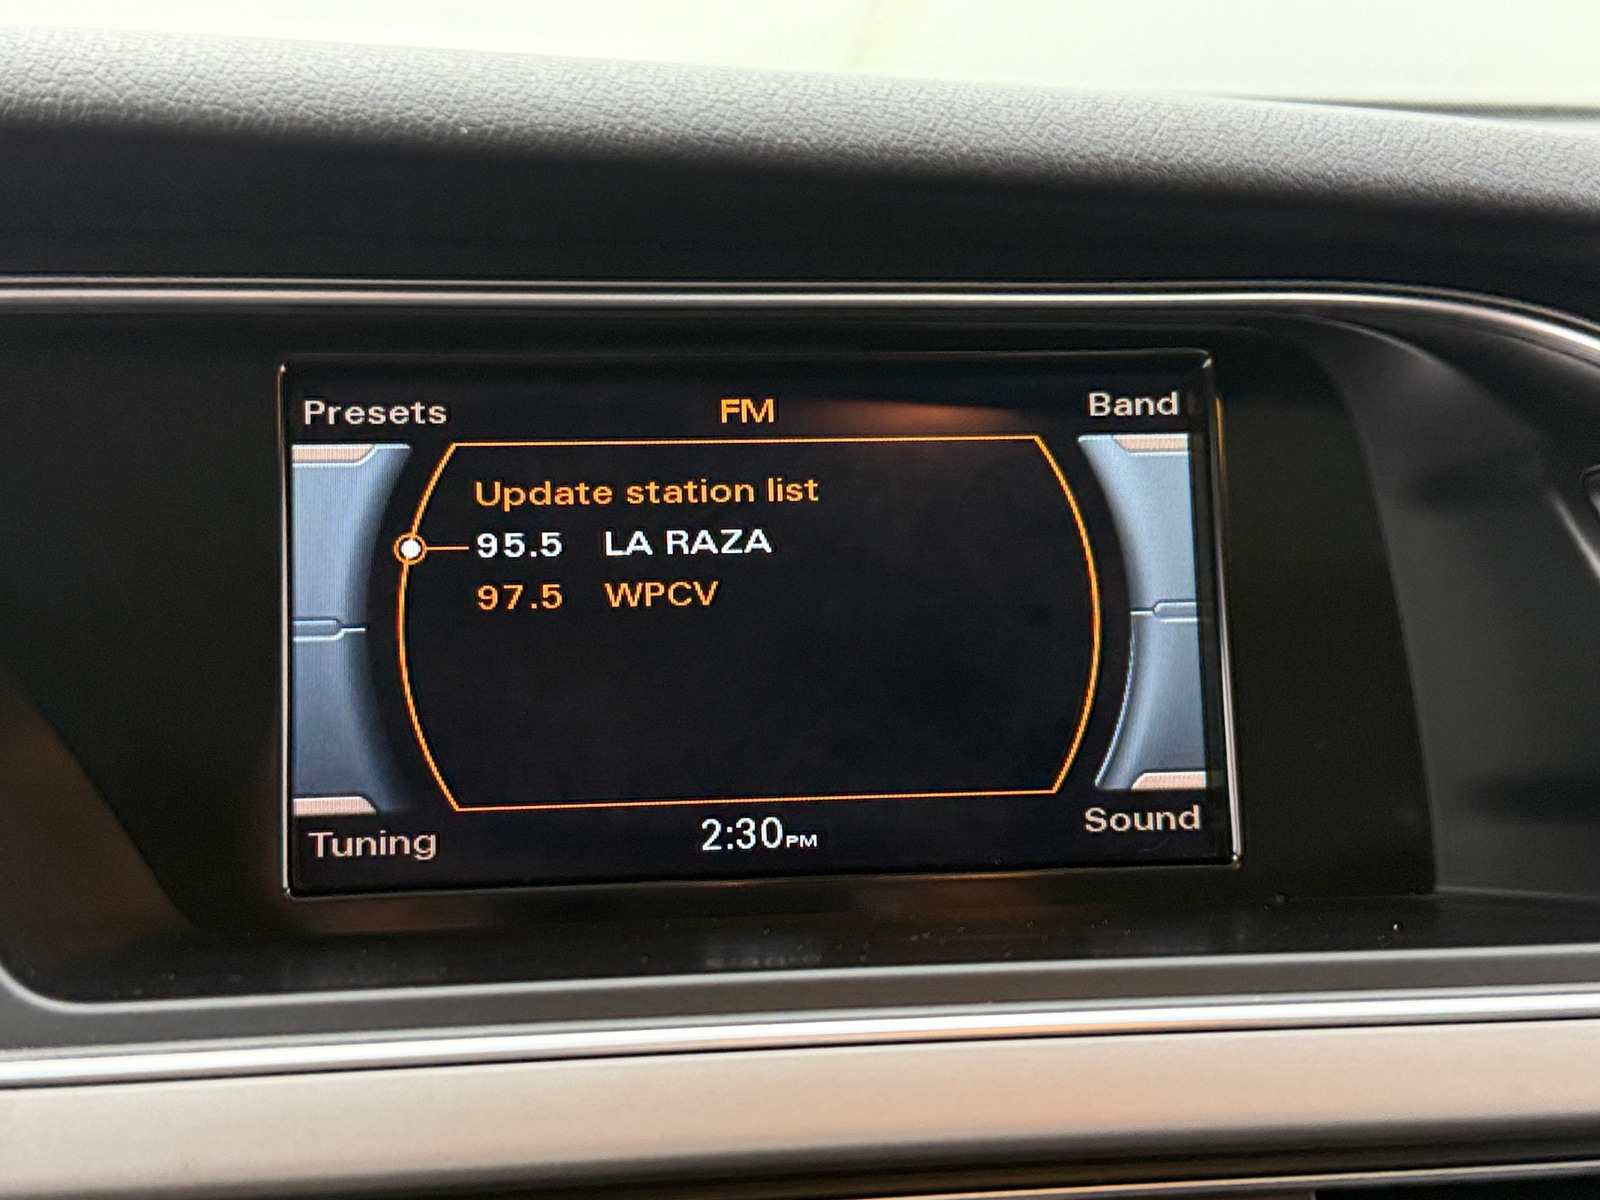 Presets FM Band
Update station list
95.5 LA RAZA
97.5 WPCV
Tuning 2:30PM Sound